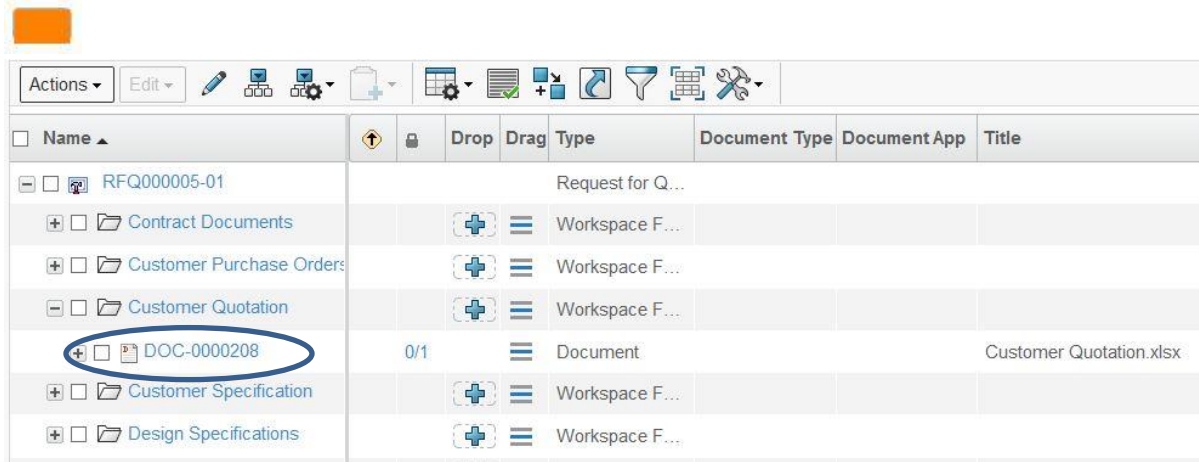 Actions Edit
Name Drop Drag Type Document Type Document App Title
RFQ000005-01 Request for Q...
Contract Documents Workspace F...
Customer Purchase Orders Workspace F...
Customer Quotation Workspace F...
DOC-0000208 0/1 Document Customer Quotation.xlsx
Customer Specification Workspace F...
Design Specifications Workspace F...